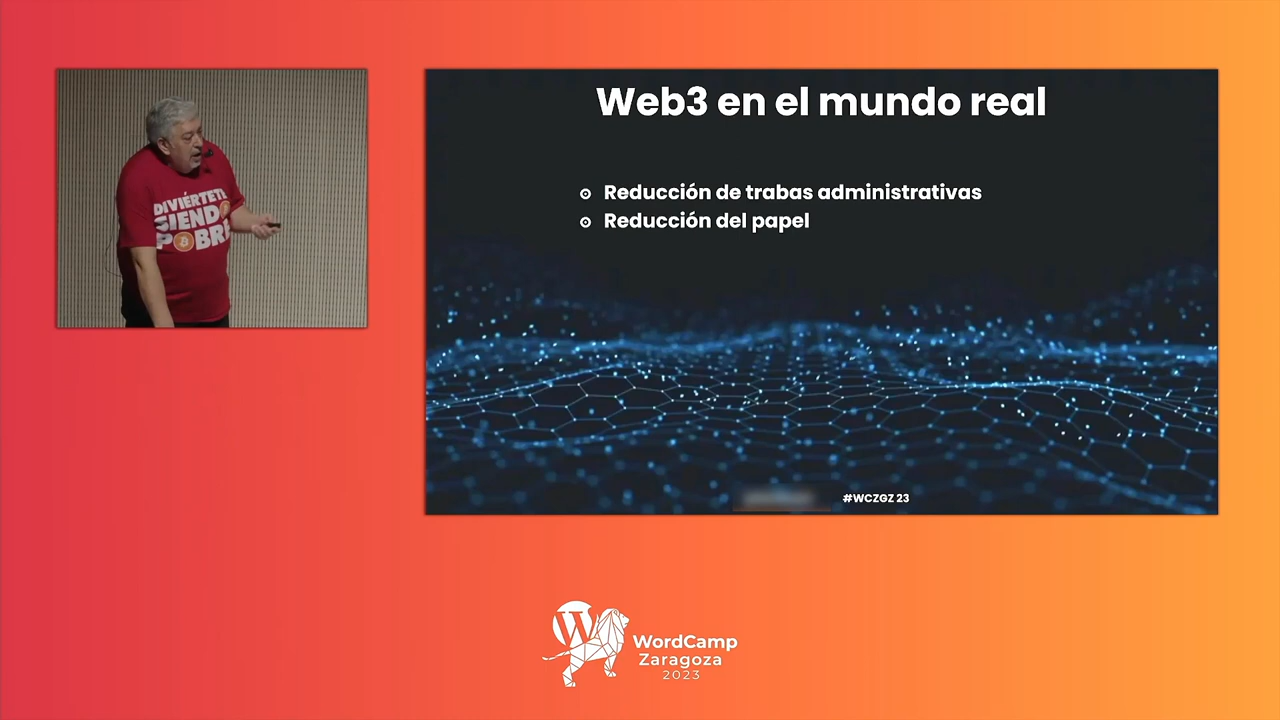 DIVIÉRTETE
SIENDO
POBRE
Web3 en el mundo real
Reducción de trabas administrativas
Reducción del papel
#WCZGZ 23
WordCamp
Zaragoza
2023